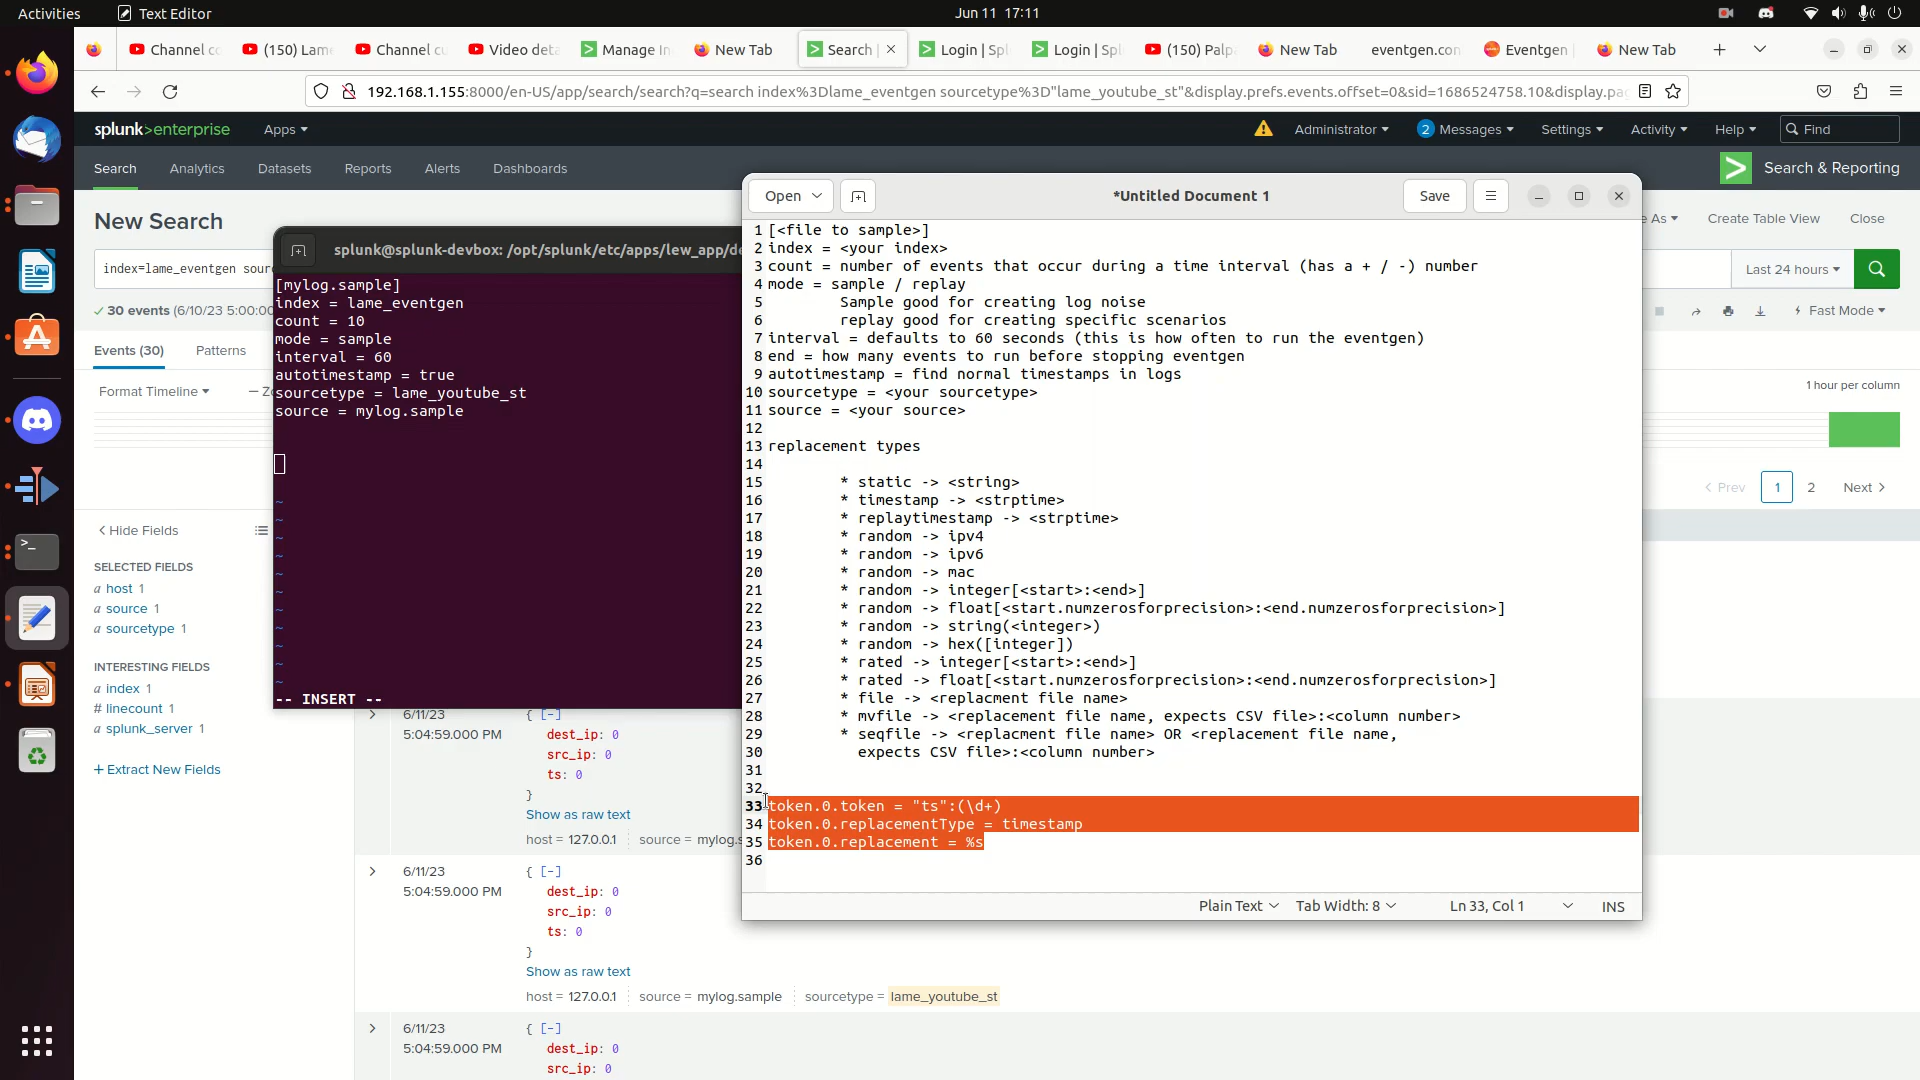 Activities
Text Editor
Jun 11 17:11
Channel c
(150) Lam
Channel cu
Video deta
Manage In
New Tab
Search |
Login | Spl
Login | Spl
(150) Palp
New Tab
eventgen.con
Eventgen
New Tab
192.168.1.155:8000/en-US/app/search/search?q=search index%3Dlame_eventgen sourcetype%3D"lame_youtube_st"&display.prefs.events.offset=0&sid=1686524758.10&display.pag
splunk>enterprise
Apps
Administrator
2 Messages
Settings
Activity
Help
Find
Search
Analytics
Datasets
Reports
Alerts
Dashboards
Search & Reporting
New Search
e As
Create Table View
Close
index=lame_eventgen sourc
Last 24 hours
30 events (6/10/23 5:00:00
Fast Mode
Events (30)
Patterns
Format Timeline
— Zo
1 hour per column
< Prev
1
2
Next >
< Hide Fields
SELECTED FIELDS
a host 1
a source 1
a sourcetype 1
INTERESTING FIELDS
a index 1
# linecount 1
a splunk_server 1
+ Extract New Fields
splunk@splunk-devbox: /opt/splunk/etc/apps/lew_app/de
[mylog.sample]
index = lame_eventgen
count = 10
mode = sample
interval = 60
autotimestamp = true
sourcetype = lame_youtube_st
source = mylog.sample
~
~
~
~
~
~
~
~
~
~
~
-- INSERT --
Open
*Untitled Document 1
Save
1 [<file to sample>]
2 index = <your index>
3 count = number of events that occur during a time interval (has a + / -) number
4 mode = sample / replay
5 Sample good for creating log noise
6 replay good for creating specific scenarios
7 interval = defaults to 60 seconds (this is how often to run the eventgen)
8 end = how many events to run before stopping eventgen
9 autotimestamp = find normal timestamps in logs
10 sourcetype = <your sourcetype>
11 source = <your source>
12
13 replacement types
14
15 * static -> <string>
16 * timestamp -> <strptime>
17 * replaytimestamp -> <strptime>
18 * random -> ipv4
19 * random -> ipv6
20 * random -> mac
21 * random -> integer[<start>:<end>]
22 * random -> float[<start.numzerosforprecision>:<end.numzerosforprecision>]
23 * random -> string(<integer>)
24 * random -> hex([integer])
25 * rated -> integer[<start>:<end>]
26 * rated -> float[<start.numzerosforprecision>:<end.numzerosforprecision>]
27 * file -> <replacment file name>
28 * mvfile -> <replacement file name, expects CSV file>:<column number>
29 * seqfile -> <replacment file name> OR <replacement file name,
30 expects CSV file>:<column number>
31
32
33 token.0.token = "ts":(\d+)
34 token.0.replacementType = timestamp
35 token.0.replacement = %s
36
Plain Text
Tab Width: 8
Ln 33, Col 1
INS
6/11/23
5:04:59.000 PM
{ [-]
dest_ip: 0
src_ip: 0
ts: 0
}
Show as raw text
host = 127.0.0.1
source = mylog.s
6/11/23
5:04:59.000 PM
{ [-]
dest_ip: 0
src_ip: 0
ts: 0
}
Show as raw text
host = 127.0.0.1
source = mylog.sample
sourcetype = lame_youtube_st
6/11/23
5:04:59.000 PM
{ [-]
dest_ip: 0
src_ip: 0